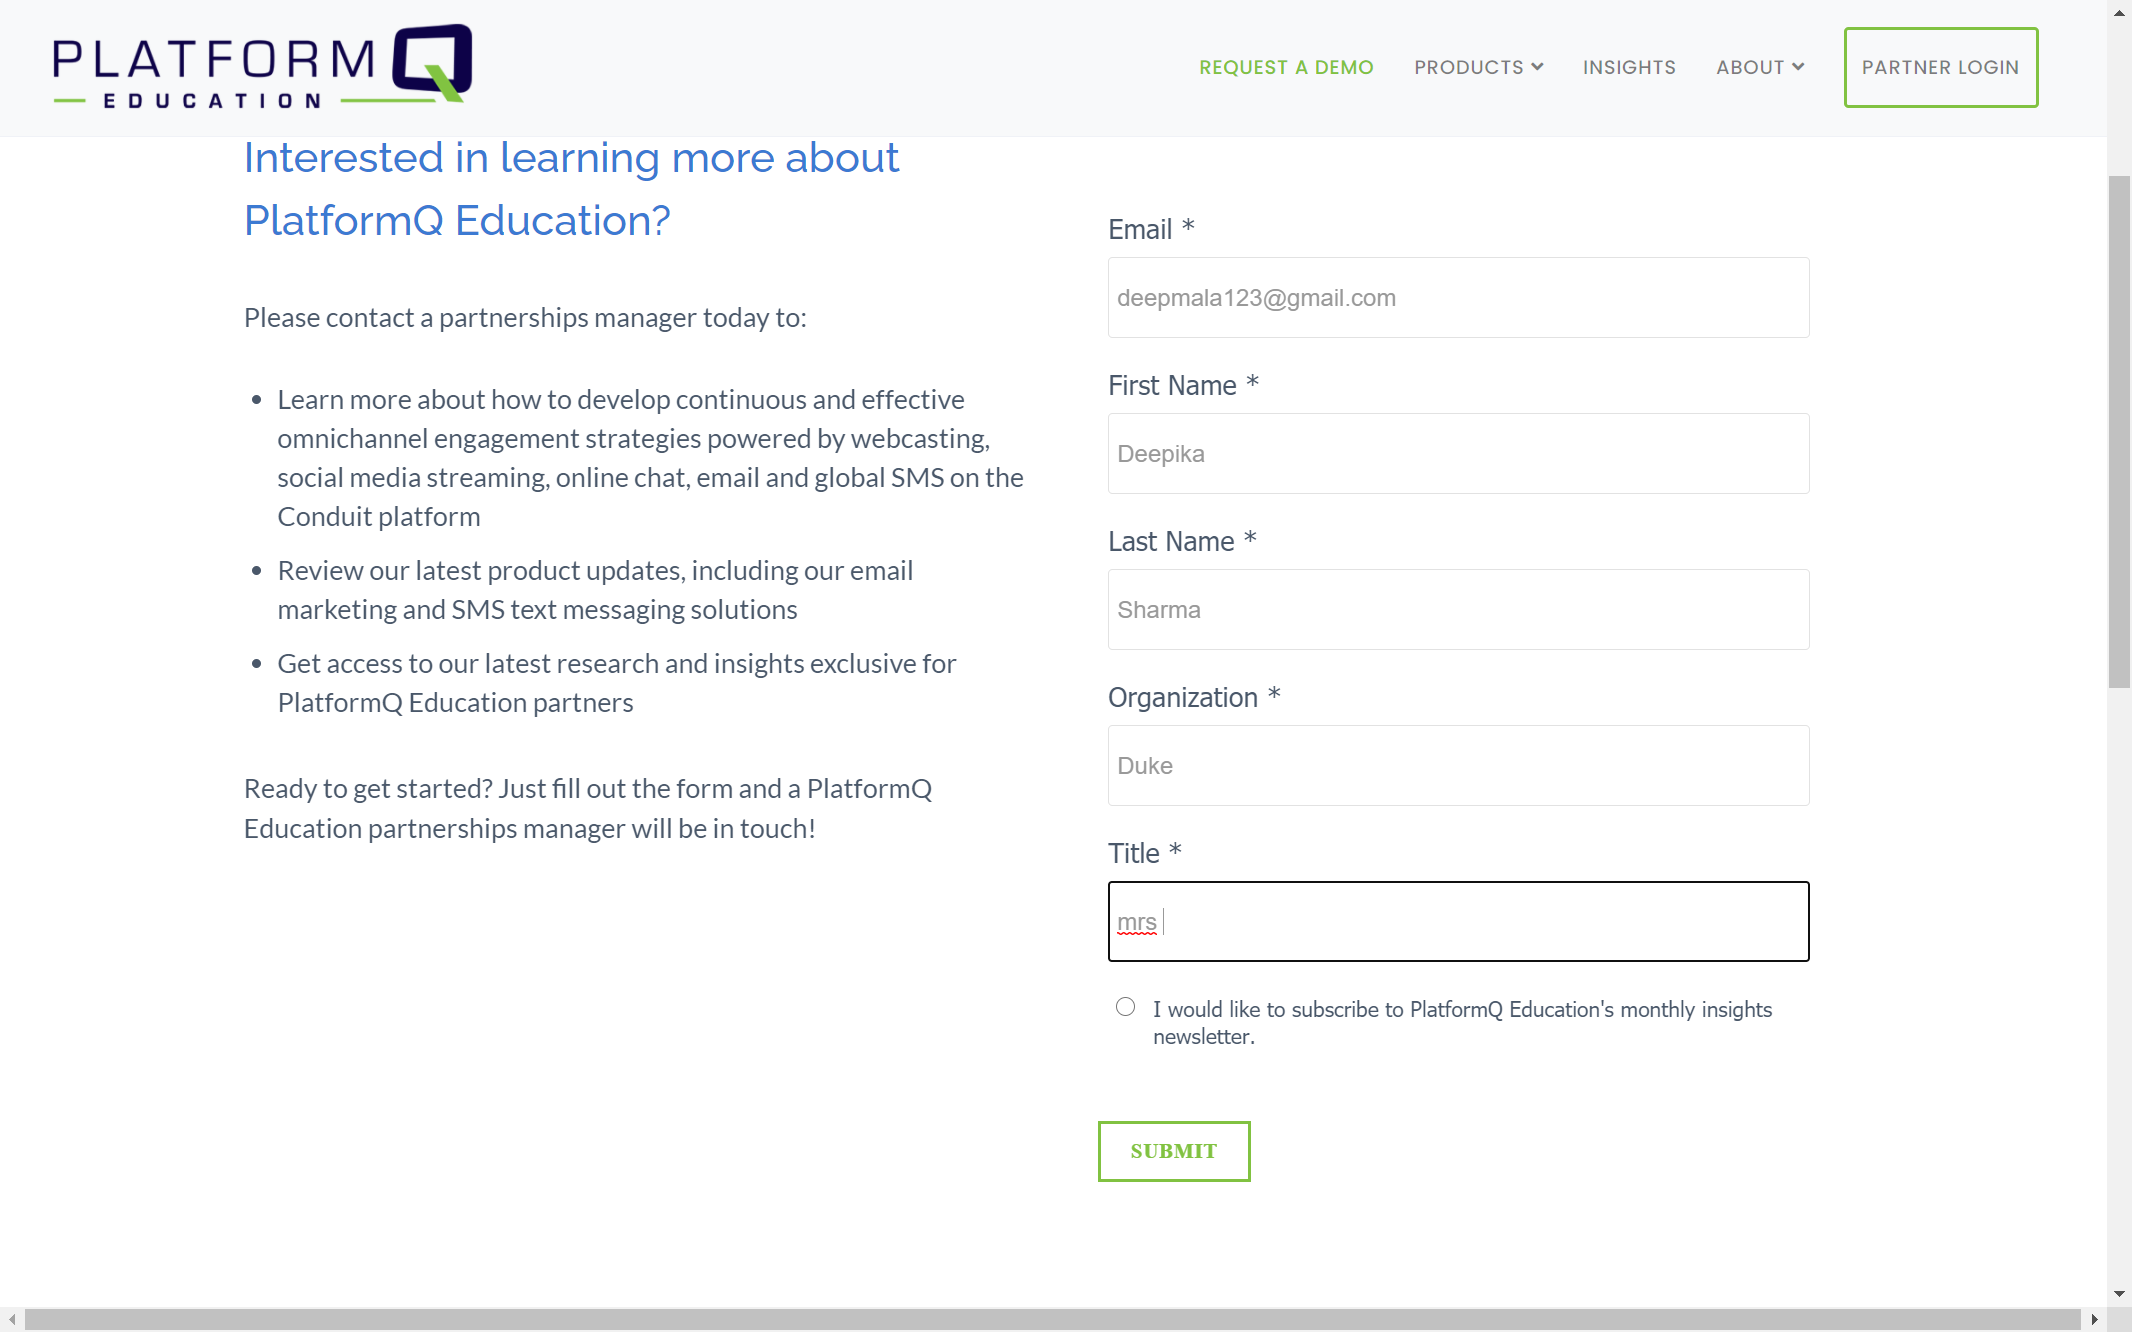 PLATFORM Q
EDUCATION
REQUEST A DEMO PRODUCTS INSIGHTS ABOUT PARTNER LOGIN
Interested in learning more about
PlatformQ Education?
Please contact a partnerships manager today to:
• Learn more about how to develop continuous and effective
omnichannel engagement strategies powered by webcasting,
social media streaming, online chat, email and global SMS on the
Conduit platform
• Review our latest product updates, including our email
marketing and SMS text messaging solutions
• Get access to our latest research and insights exclusive for
PlatformQ Education partners
Ready to get started? Just fill out the form and a PlatformQ
Education partnerships manager will be in touch!
Email *
deepmala123@gmail.com
First Name *
Deepika
Last Name *
Sharma
Organization *
Duke
Title *
mrs
I would like to subscribe to PlatformQ Education's monthly insights
newsletter.
SUBMIT